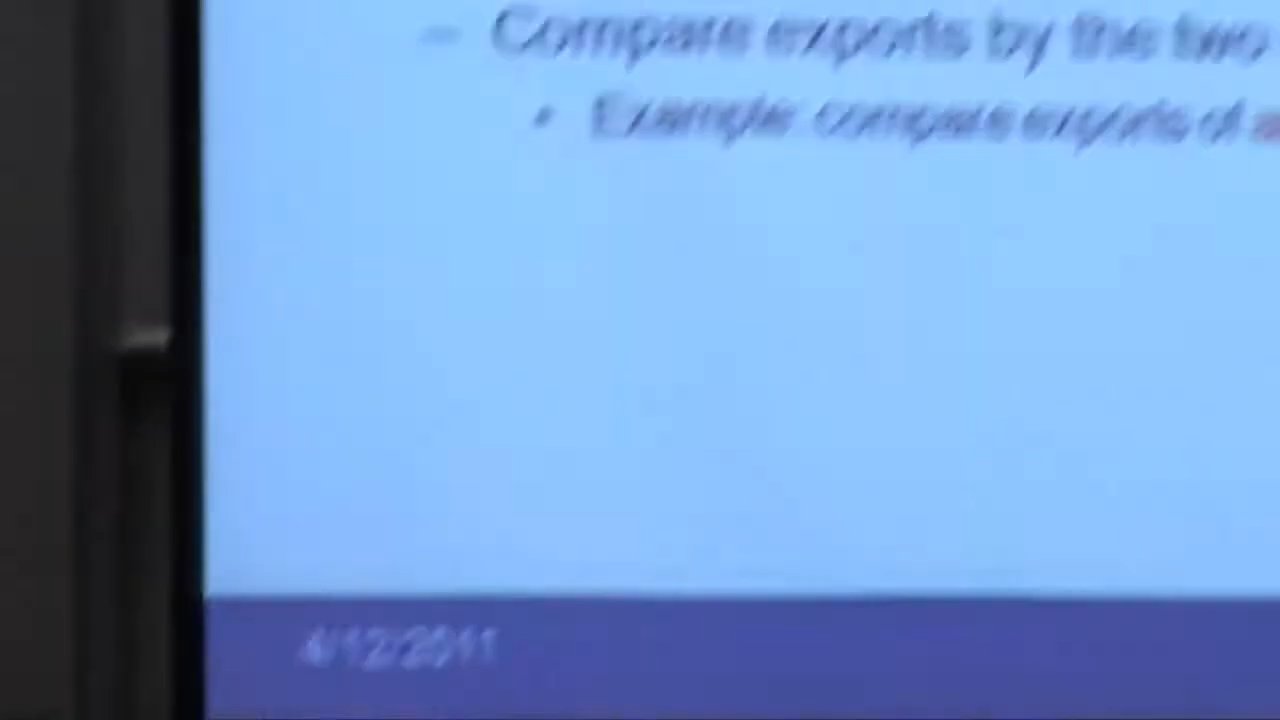 – Compare exports by the two
• Example: compare exports of
4/12/2011